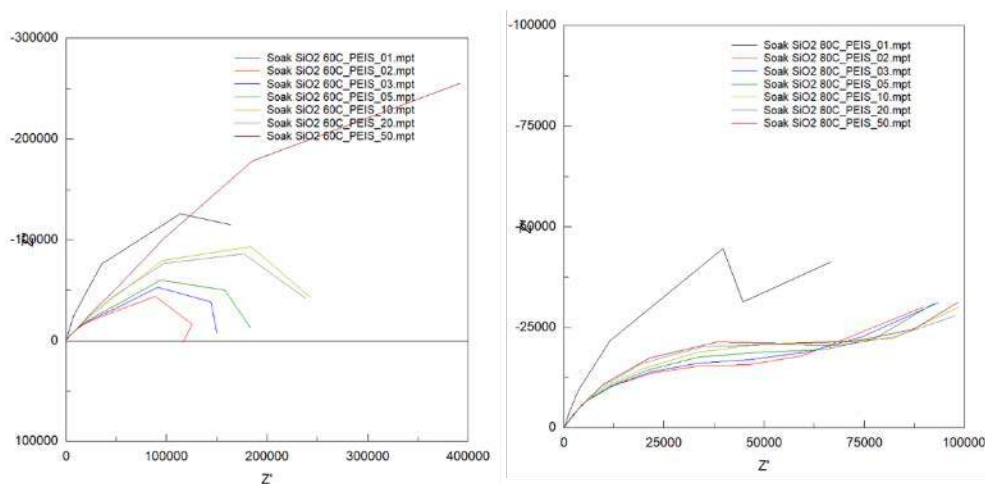 -300000
Soak SiO2 60C_PEIS_01.mpt
Soak SiO2 60C_PEIS_02.mpt
Soak SiO2 60C_PEIS_03.mpt
Soak SiO2 60C_PEIS_05.mpt
Soak SiO2 60C_PEIS_10.mpt
Soak SiO2 60C_PEIS_20.mpt
Soak SiO2 60C_PEIS_50.mpt
-200000
-100000
0
100000
0
100000
200000
300000
400000
Z'
-100000
Soak SiO2 80C_PEIS_01.mpt
Soak SiO2 80C_PEIS_02.mpt
Soak SiO2 80C_PEIS_03.mpt
Soak SiO2 80C_PEIS_05.mpt
Soak SiO2 80C_PEIS_10.mpt
Soak SiO2 80C_PEIS_20.mpt
Soak SiO2 80C_PEIS_50.mpt
-75000
-50000
-25000
0
0
25000
50000
75000
100000
Z'